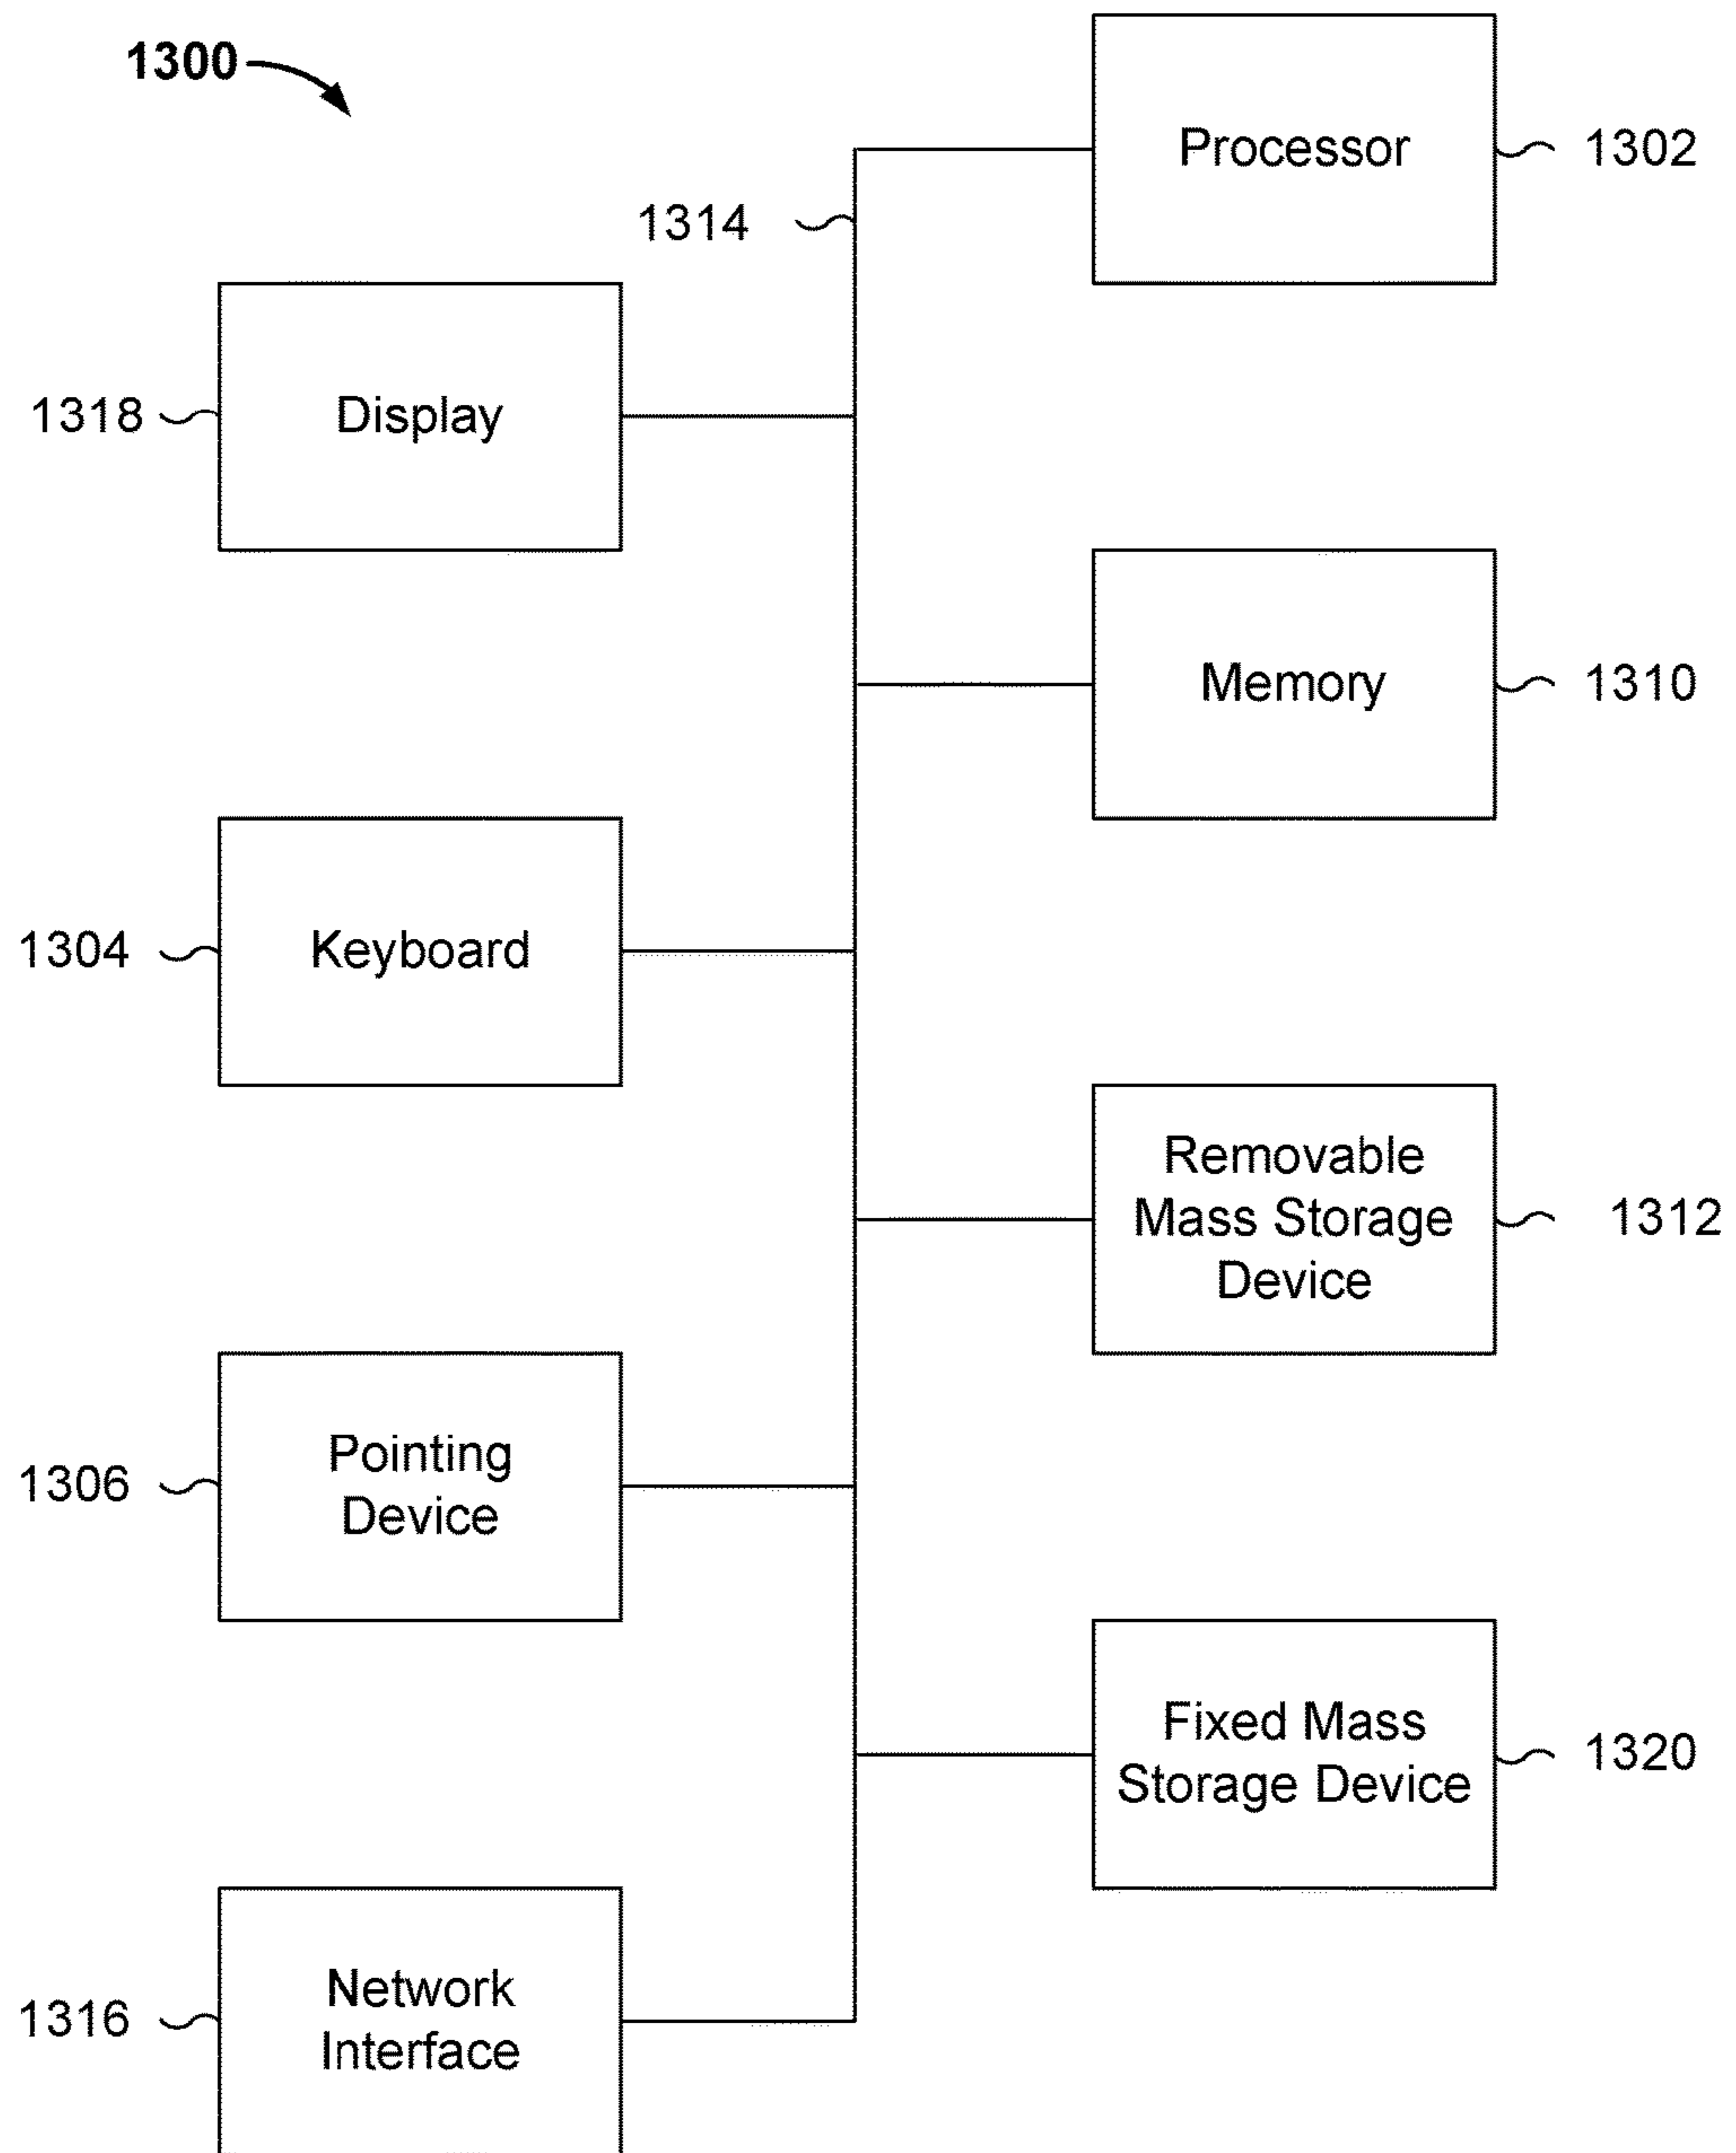 1300
Processor
1302
1314
Display
1318
Memory
1310
Keyboard
1304
Removable
Mass Storage
Device
1312
Pointing
Device
1306
Fixed Mass
Storage Device
1320
Network
Interface
1316